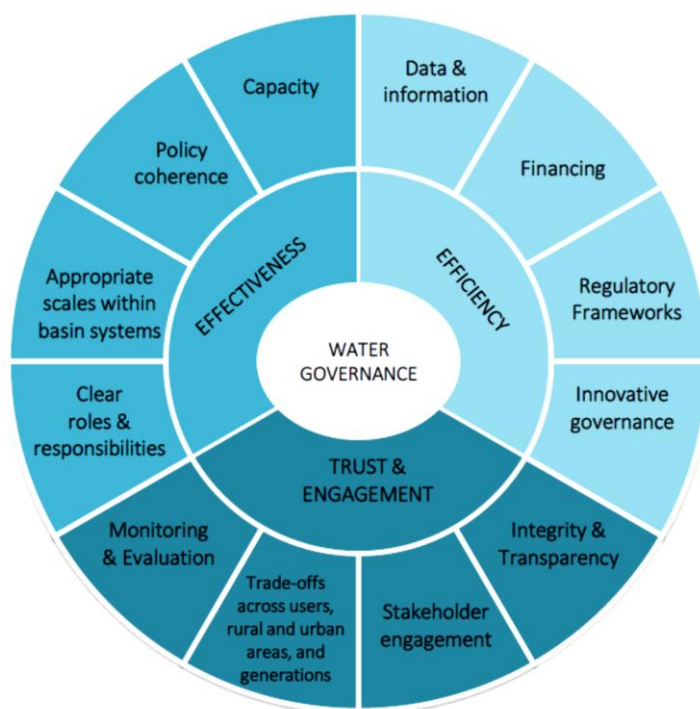 WATER
GOVERNANCE
EFFECTIVENESS
Capacity
Policy
coherence
Appropriate
scales within
basin systems
Clear
roles &
responsibilities
EFFICIENCY
Data &
information
Financing
Regulatory
Frameworks
Innovative
governance
TRUST &
ENGAGEMENT
Integrity &
Transparency
Stakeholder
engagement
Trade-offs
across users,
rural and urban
areas, and
generations
Monitoring
& Evaluation